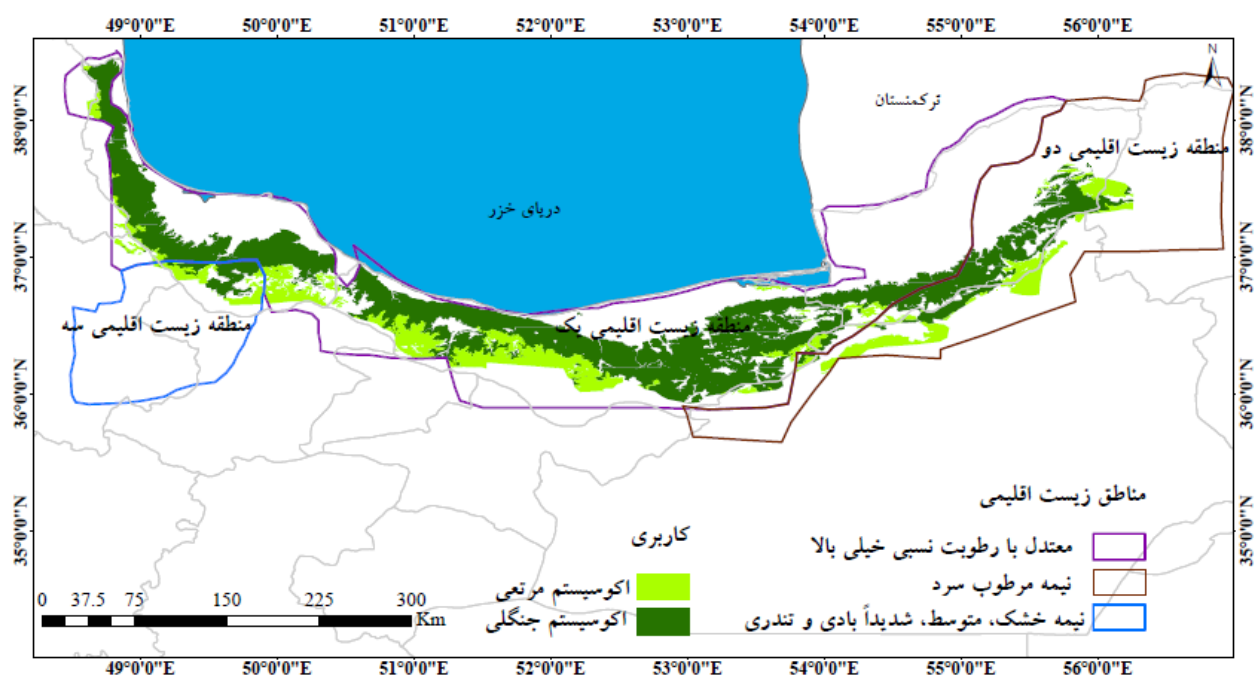 49°0'0"E 50°0'0"E 51°0'0"E 52°0'0"E 53°0'0"E 54°0'0"E 55°0'0"E 56°0'0"E
N
38°0'0"N
38°0'0"N
ترکمنستان
منطقه زیست اقلیمی دو
دریای خزر
37°0'0"N
37°0'0"N
منطقه زیست اقلیمی یک
منطقه زیست اقلیمی سه
36°0'0"N
36°0'0"N
مناطق زیست اقلیمی
معتدل با رطوبت نسبی خیلی بالا
نیمه مرطوب سرد
نیمه خشک، متوسط، شدیداً بادی و تندری
کاربری
اکوسیستم مرتعی
اکوسیستم جنگلی
35°0'0"N
35°0'0"N
0 37.5 75 150 225 300
Km
49°0'0"E 50°0'0"E 51°0'0"E 52°0'0"E 53°0'0"E 54°0'0"E 55°0'0"E 56°0'0"E